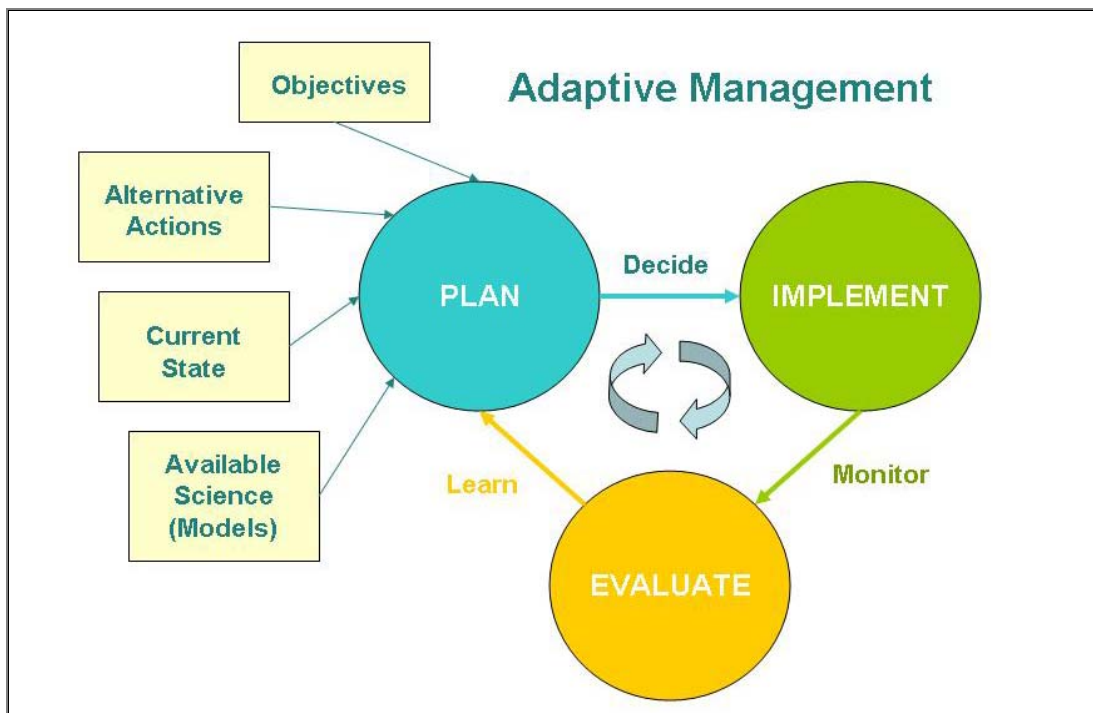 Adaptive Management
Objectives
Alternative
Actions
Current
State
Available
Science
(Models)
PLAN
Decide
IMPLEMENT
Monitor
EVALUATE
Learn